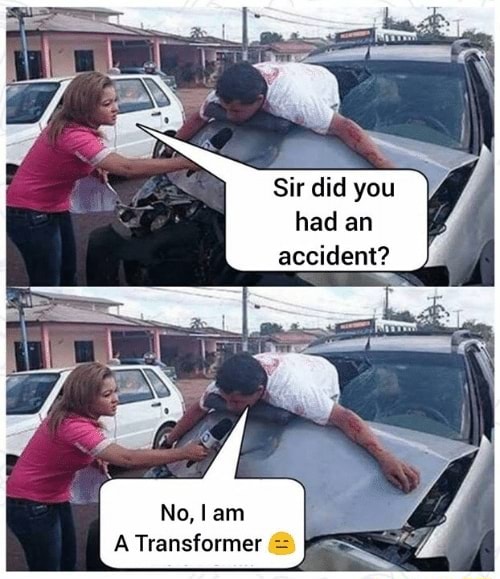 Sir did you
had an
accident?
No, I am
A Transformer 😑